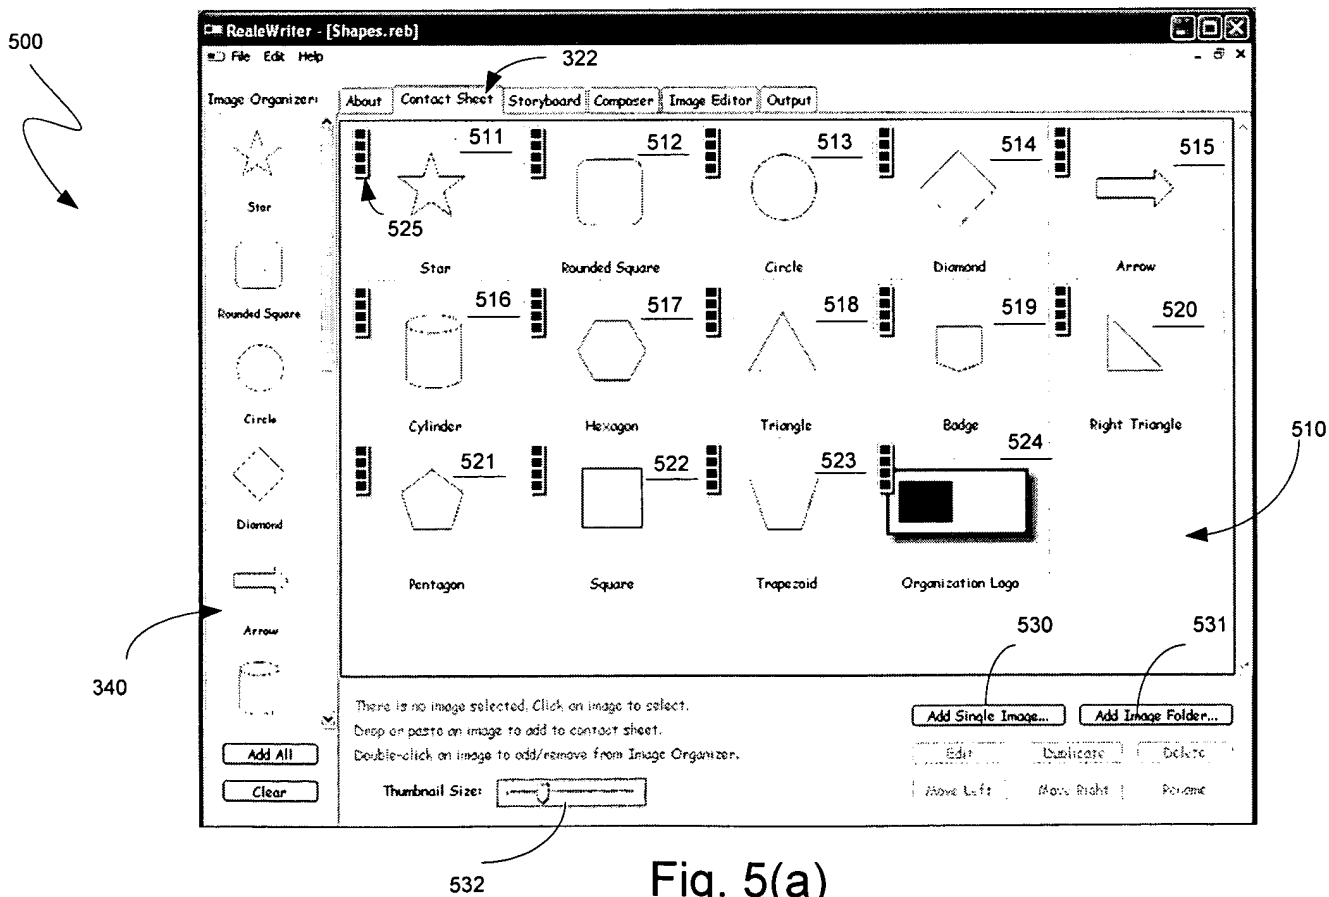 500
RealeWriter - [Shapes.reb]
File Edit Help
322
Image Organizer:
About Contact Sheet Storyboard Composer Image Editor Output
511 512 513 514 515
525
Star
Star Rounded Square Circle Diamond Arrow
Rounded Square
516 517 518 519 520
Circle
Cylinder Hexagon Triangle Badge Right Triangle
510
521 522 523 524
Diamond
Pentagon Square Trapezoid Organization Logo
Arrow
530 531
340
There is no image selected. Click an image to select.
Drop or paste an image to add to contact sheet.
Double-click an image to add/remove from Image Organizer.
Add Single Image... Add Image Folder...
Add All
Edit Duplicate Delete
Clear
Thumbnail Size:
Move Left Move Right Rename
532
Fig. 5(a)